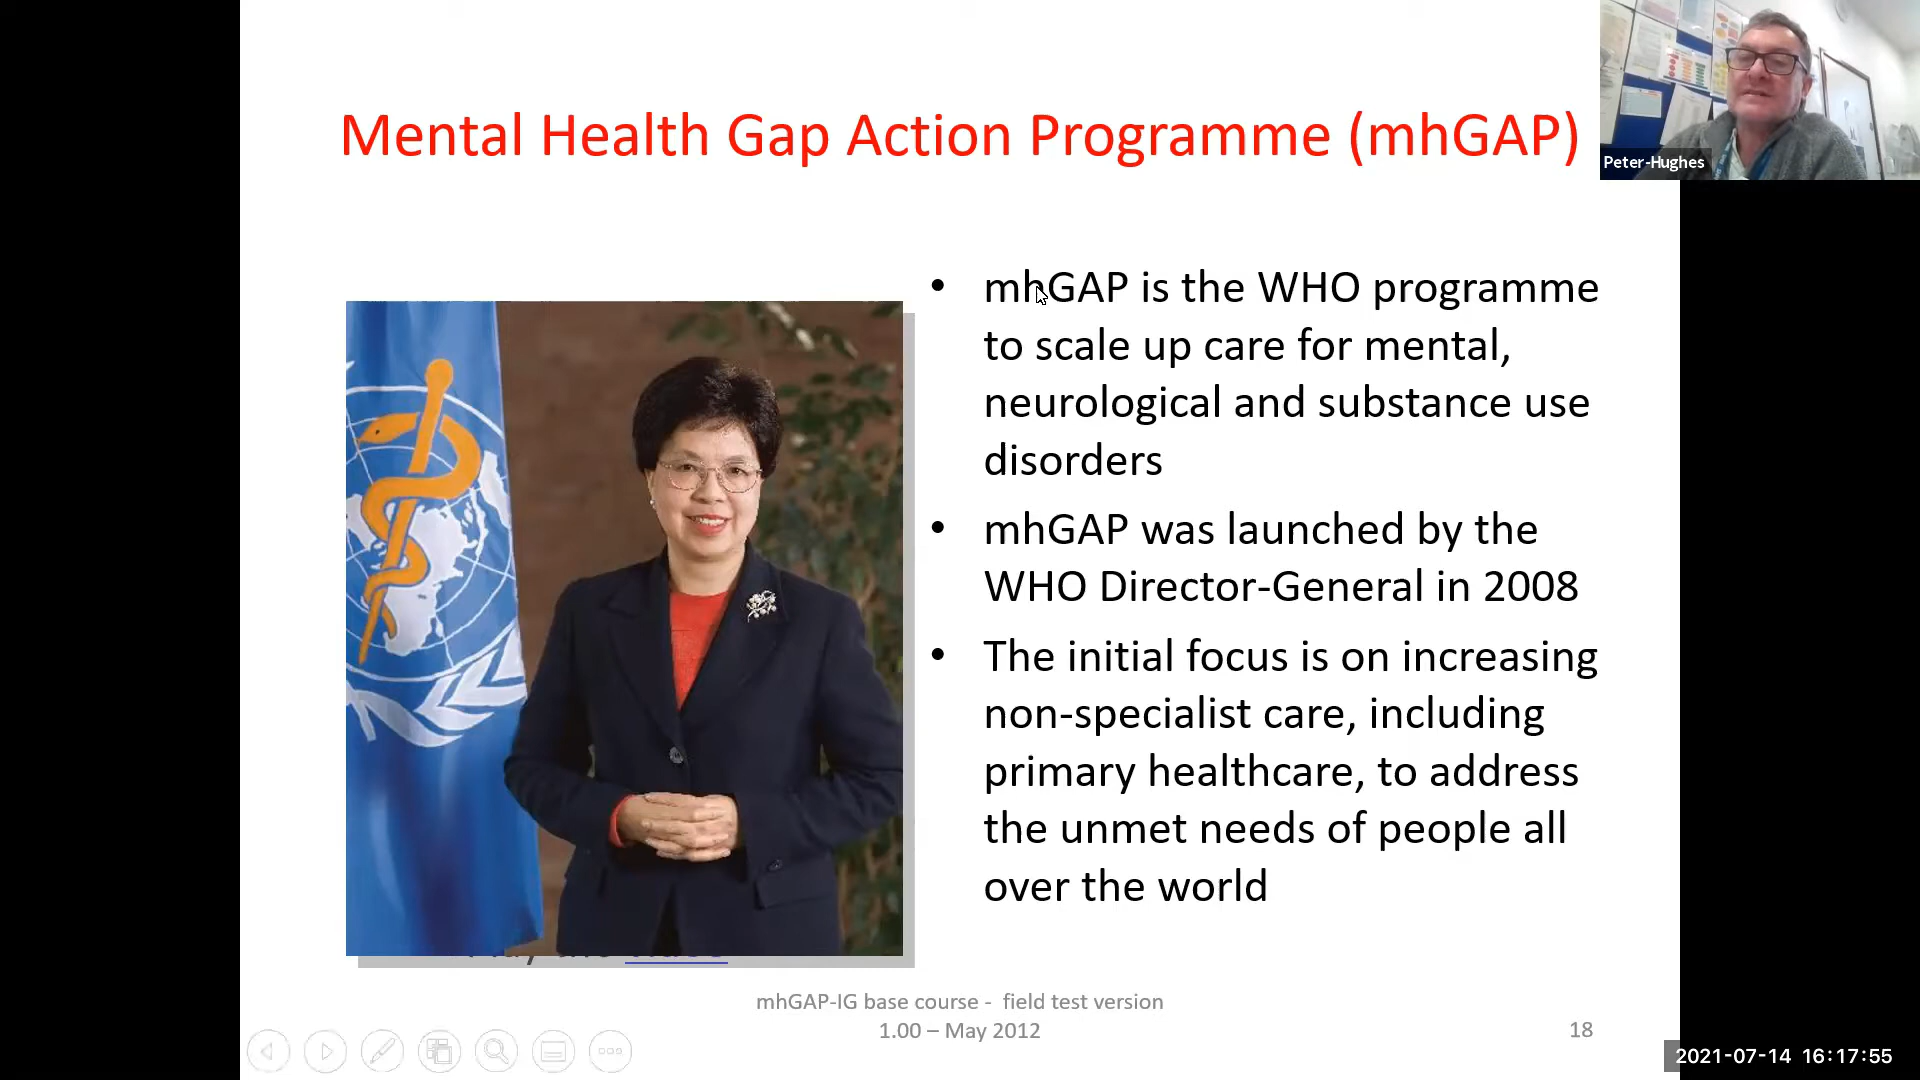 Mental Health Gap Action Programme (mhGAP)
Peter-Hughes
• mhGAP is the WHO programme
to scale up care for mental,
neurological and substance use
disorders
• mhGAP was launched by the
WHO Director-General in 2008
• The initial focus is on increasing
non-specialist care, including
primary healthcare, to address
the unmet needs of people all
over the world
mhGAP-IG base course - field test version
1.00 – May 2012
18
2021-07-14 16:17:55